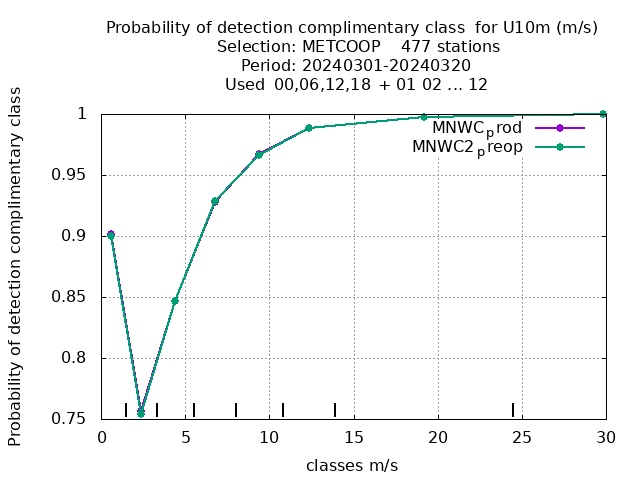 Probability of detection complimentary class  for U10m (m/s)
Selection: METCOOP    477 stations
Period: 20240301-20240320
Used  00,06,12,18  + 01 02 ... 12
Probability of detection complimentary class
1
0.95
0.9
0.85
0.8
0.75
MNWCprod
MNWC2preop
0 5 10 15 20 25 30
classes m/s